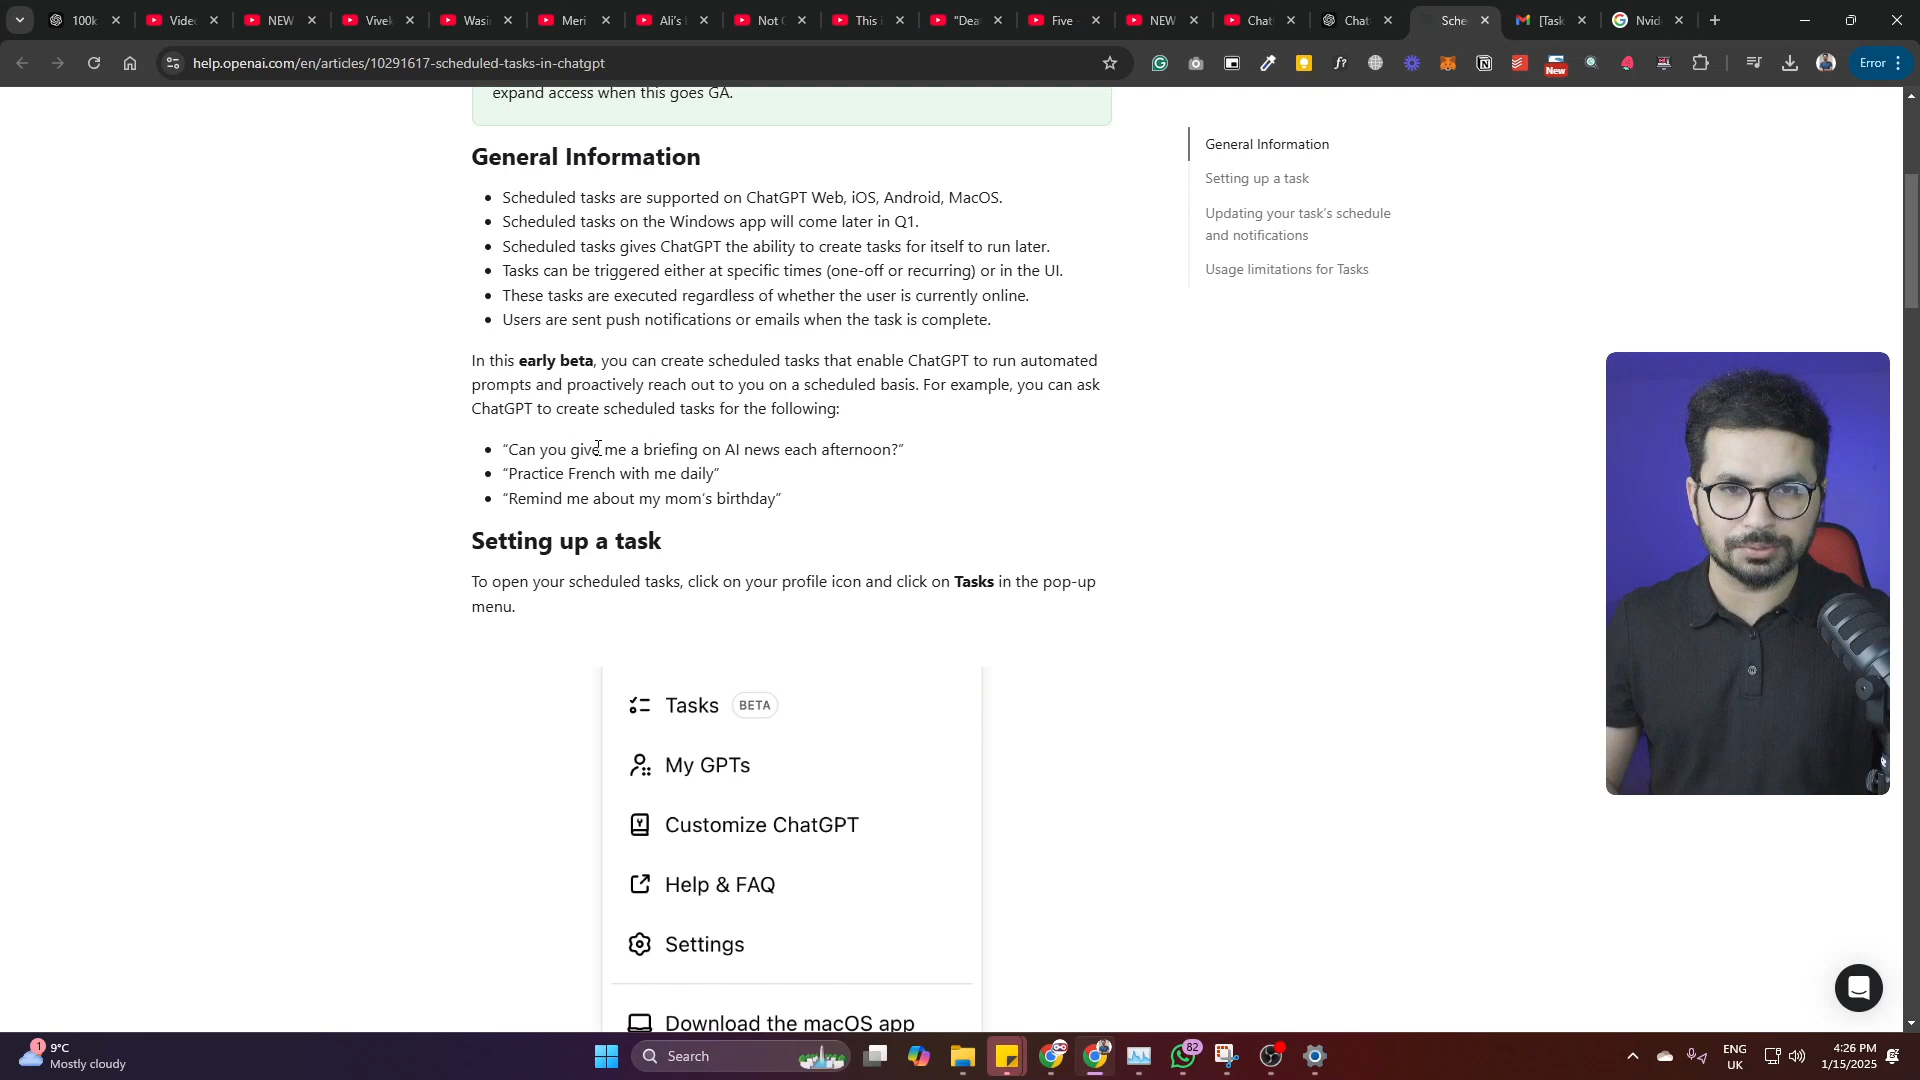 100k
Video
NEW
Vivek
Wasi
Meri
Ali's
Not
This i
"Dea
Five
NEW
Chat
Chat
Sche
[Task
Nvid
help.openai.com/en/articles/10291617-scheduled-tasks-in-chatgpt
New
Error
expand access when this goes GA.
General Information
• Scheduled tasks are supported on ChatGPT Web, iOS, Android, MacOS.
• Scheduled tasks on the Windows app will come later in Q1.
• Scheduled tasks gives ChatGPT the ability to create tasks for itself to run later.
• Tasks can be triggered either at specific times (one-off or recurring) or in the UI.
• These tasks are executed regardless of whether the user is currently online.
• Users are sent push notifications or emails when the task is complete.
In this early beta, you can create scheduled tasks that enable ChatGPT to run automated
prompts and proactively reach out to you on a scheduled basis. For example, you can ask
ChatGPT to create scheduled tasks for the following:
• “Can you give me a briefing on AI news each afternoon?”
• “Practice French with me daily”
• “Remind me about my mom's birthday”
Setting up a task
To open your scheduled tasks, click on your profile icon and click on Tasks in the pop-up
menu.
Tasks BETA
My GPTs
Customize ChatGPT
Help & FAQ
Settings
Download the macOS app
General Information
Setting up a task
Updating your task's schedule
and notifications
Usage limitations for Tasks
1
9°C
Mostly cloudy
Search
82
ENG
UK
4:26 PM
1/15/2025